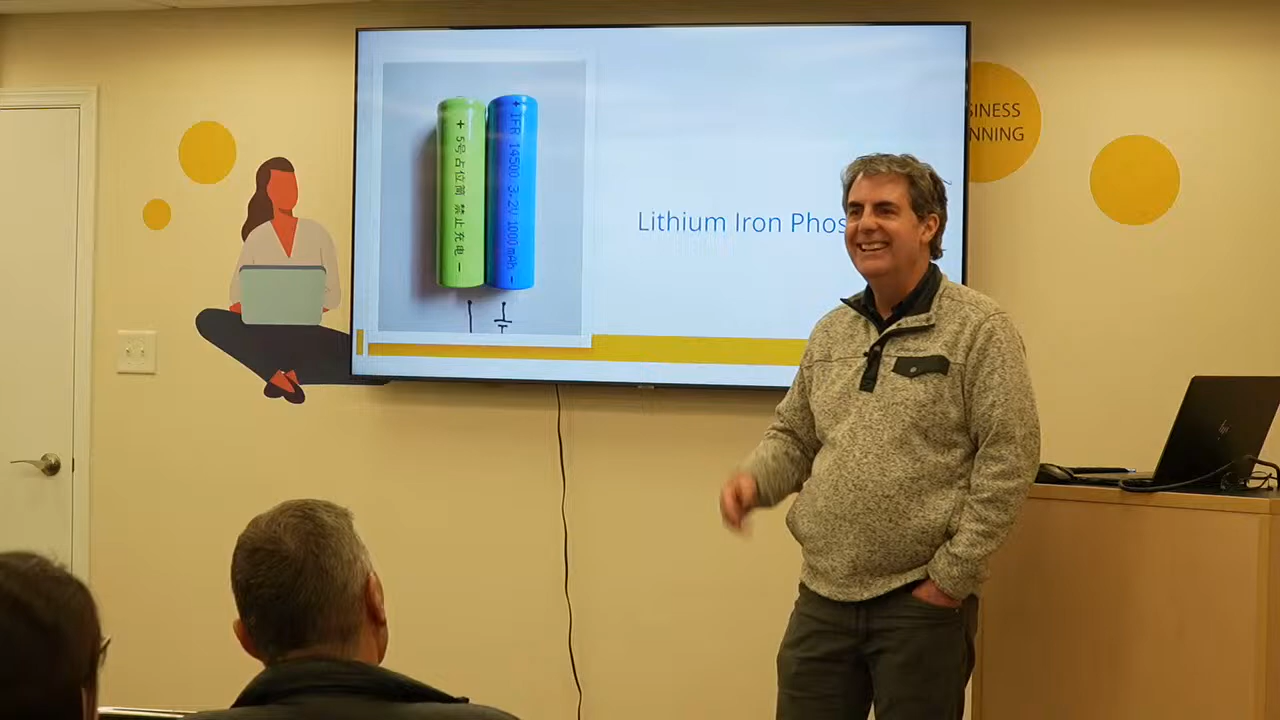 + 5号占位筒 禁止充电 -
+ IFR 14500 3.2V 1000mAh -
Lithium Iron Phos
SINESS
NNING
hp